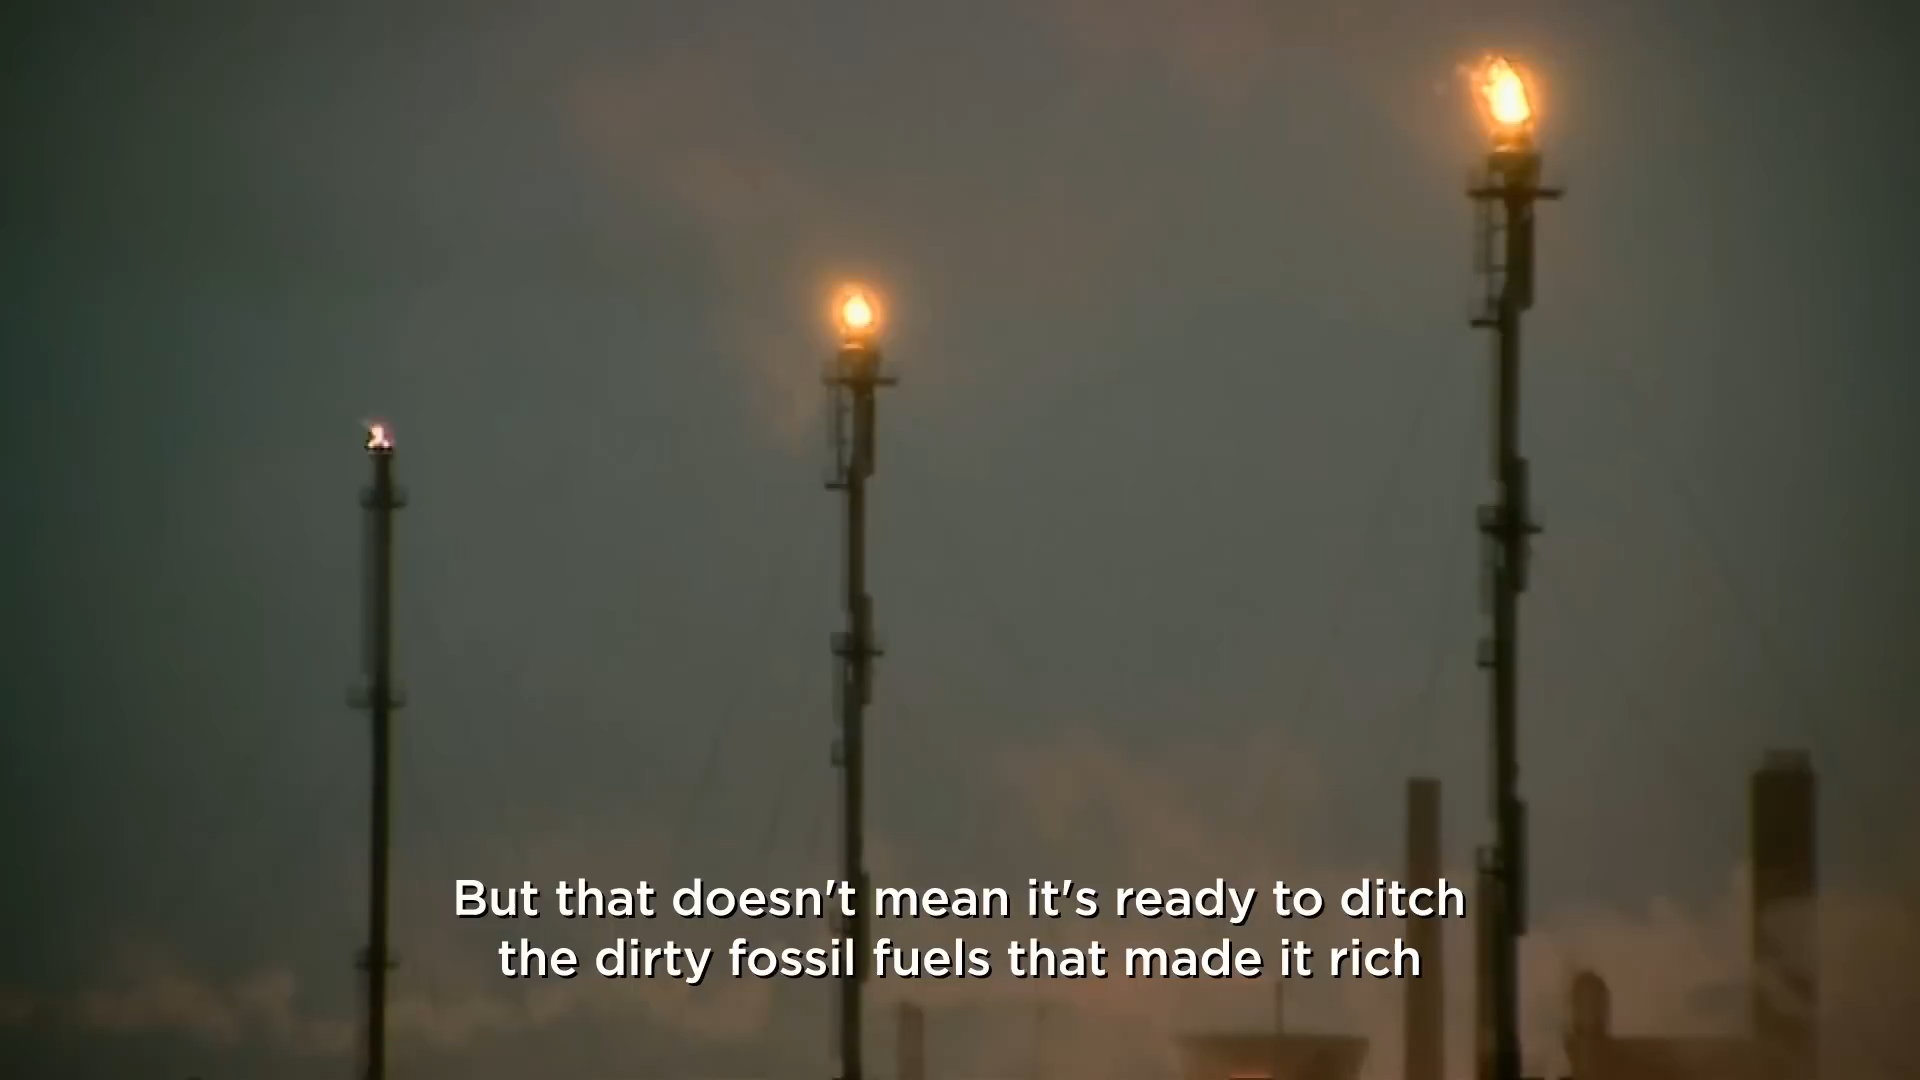 But that doesn't mean it's ready to ditch
the dirty fossil fuels that made it rich